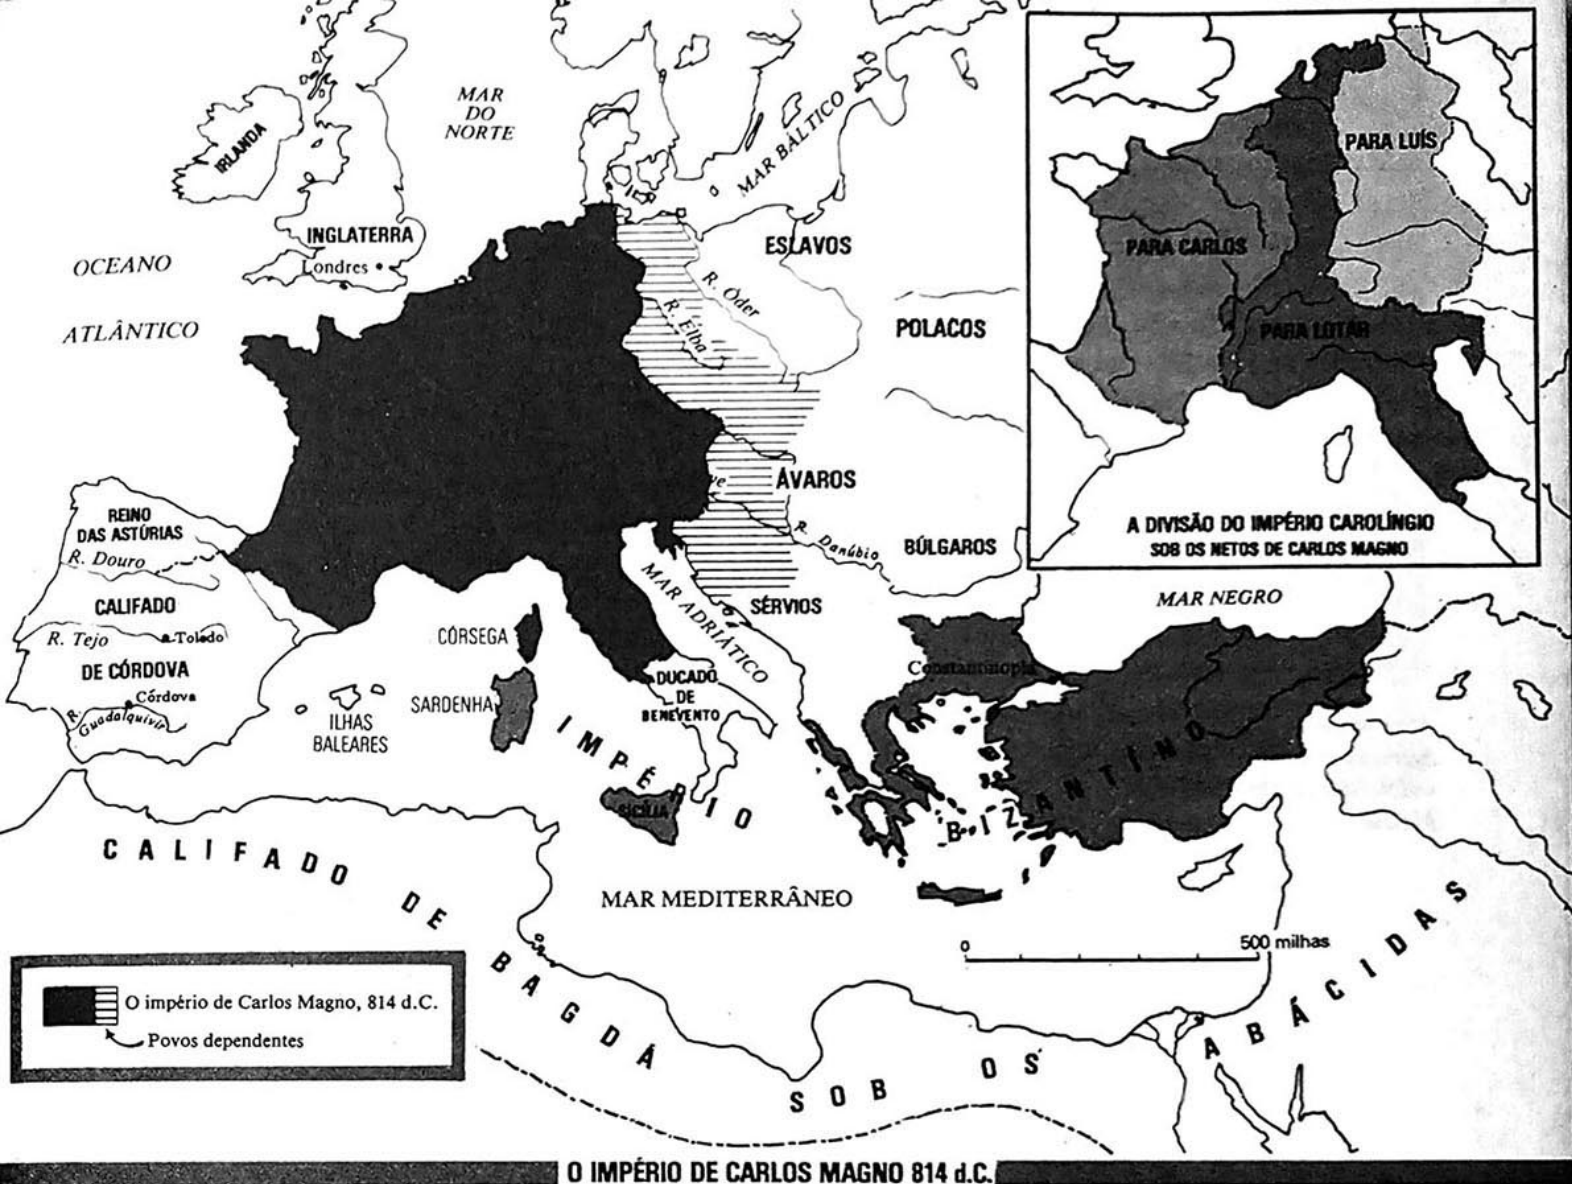 MAR
DO
NORTE
MAR BÁLTICO
IRLANDA
INGLATERRA
Londres
OCEANO
ATLÂNTICO
ESLAVOS
R. Óder
R. Elba
POLACOS
ÁVAROS
R. Danúbio
BÚLGAROS
SÉRVIOS
MAR ADRIÁTICO
REINO
DAS ASTÚRIAS
R. Douro
CALIFADO
R. Tejo
Toledo
DE CÓRDOVA
Córdova
R. Guadalquivir
ILHAS
BALEARES
CÓRSEGA
SARDENHA
DUCADO
DE
BENEVENTO
SICÍLIA
IMPÉRIO
BIZANTINO
Constantinopla
MAR NEGRO
MAR MEDITERRÂNEO
CALIFADO DE BAGDÁ SOB OS ABÁCIDAS
0 500 milhas
PARA LUÍS
PARA CARLOS
PARA LOTAR
A DIVISÃO DO IMPÉRIO CAROLÍNGIO
SOB OS NETOS DE CARLOS MAGNO
O império de Carlos Magno, 814 d.C.
Povos dependentes
O IMPÉRIO DE CARLOS MAGNO 814 d.C.